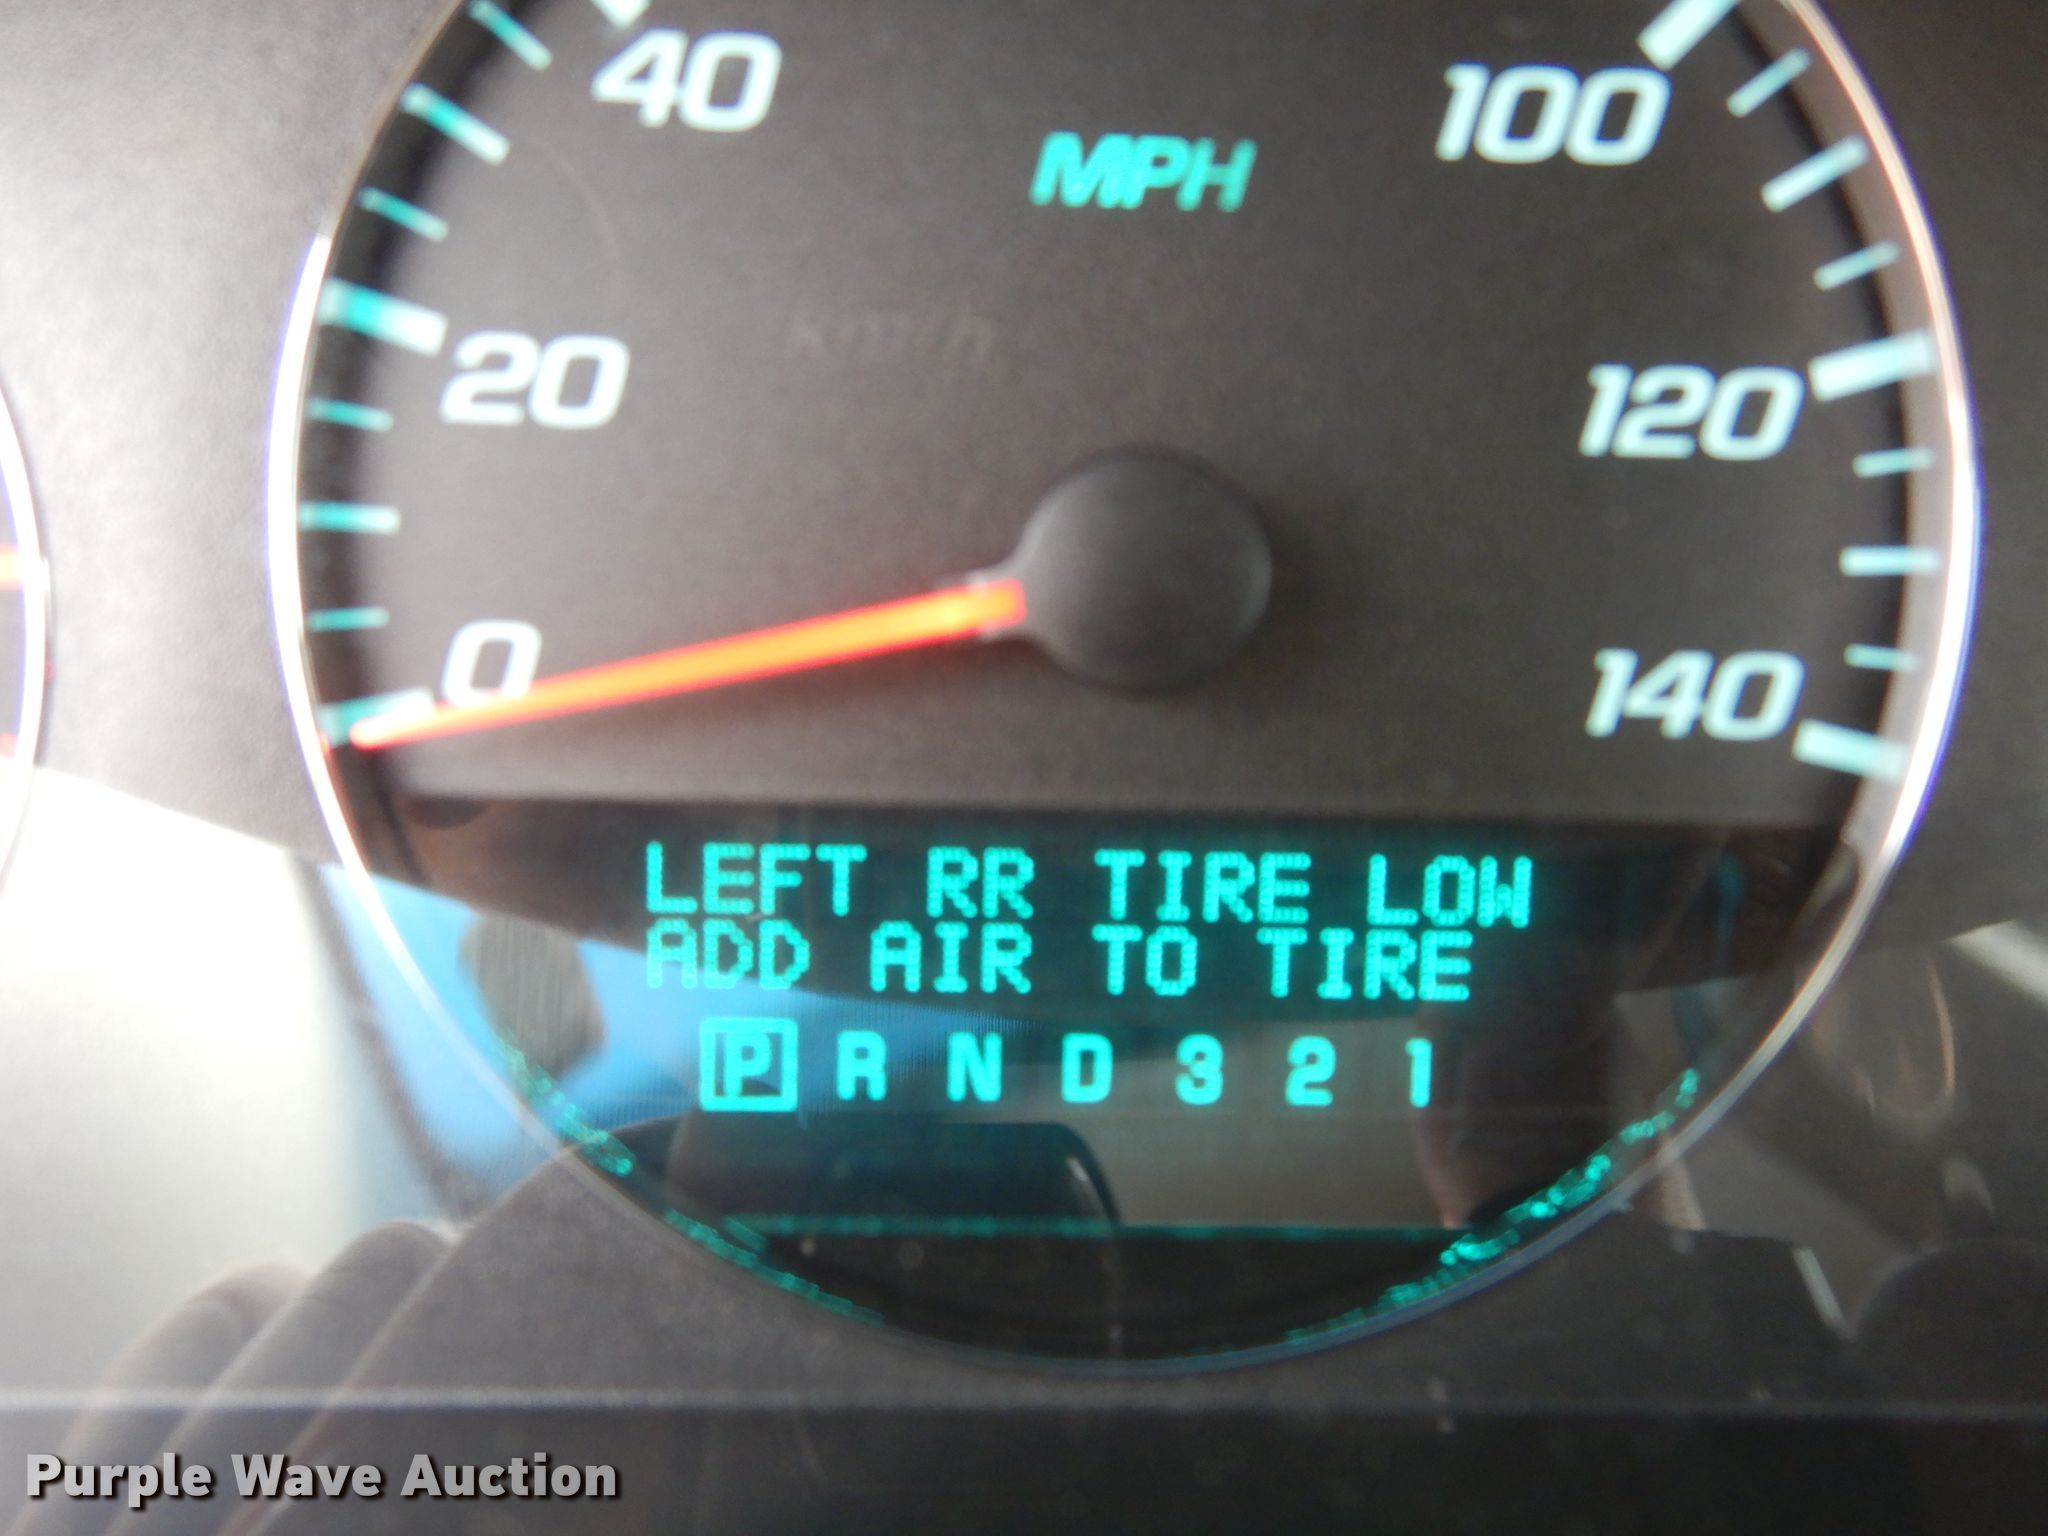 40
100
MPH
km/h
20
120
0
140
LEFT RR TIRE LOW
ADD AIR TO TIRE
P R N D 3 2 1
Purple Wave Auction